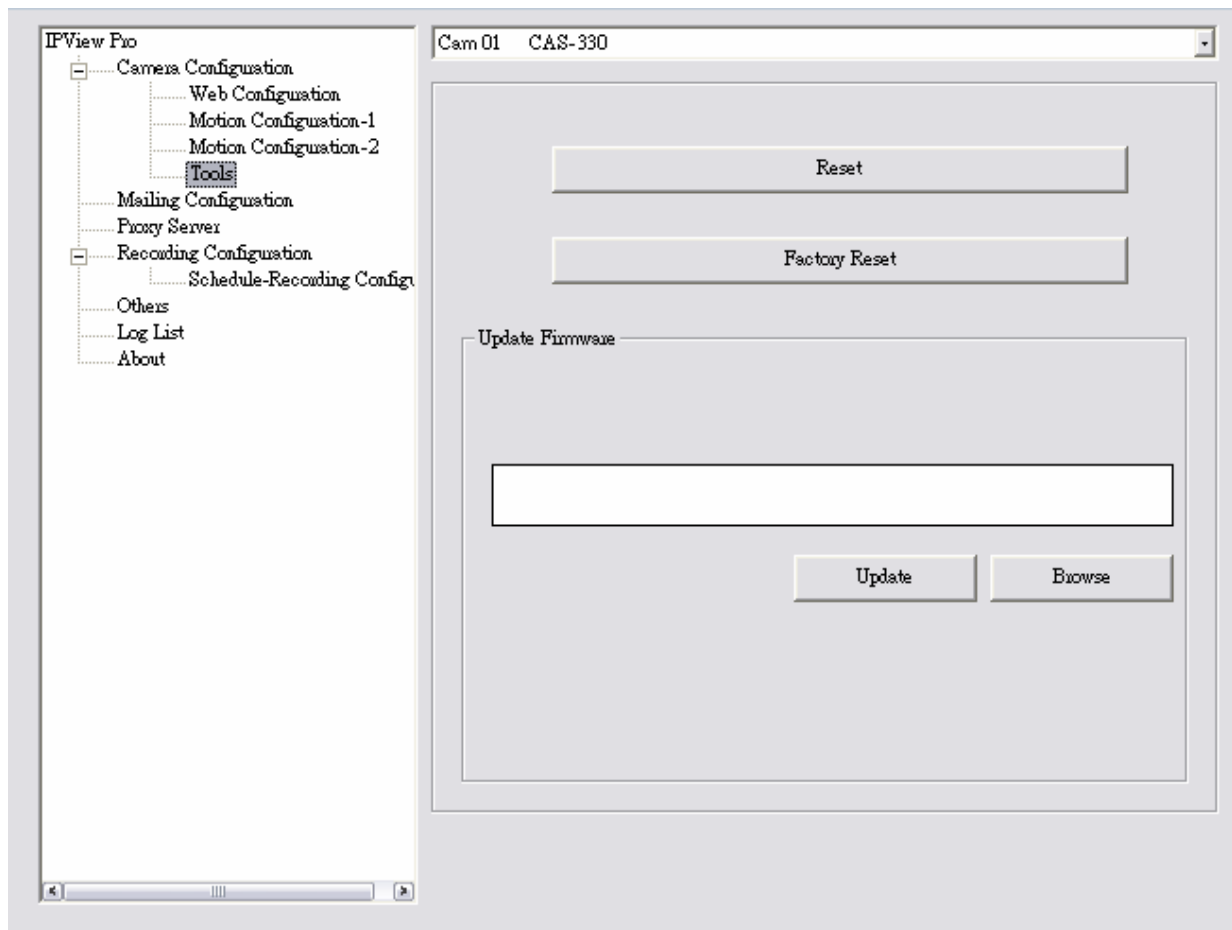 IPView Pro
Camera Configuration
Web Configuration
Motion Configuration-1
Motion Configuration-2
Tools
Mailing Configuration
Proxy Server
Recording Configuration
Schedule-Recording Configu
Others
Log List
About
Cam 01 CAS-330
Reset
Factory Reset
Update Firmware
Update
Browse